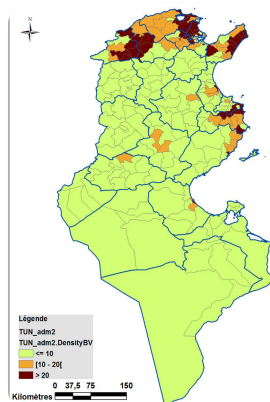 N
Légende
TUN_adm2
TUN_adm2.DensityBV
<= 10
[10 - 20[
> 20
0 37,5 75 150
Kilomètres